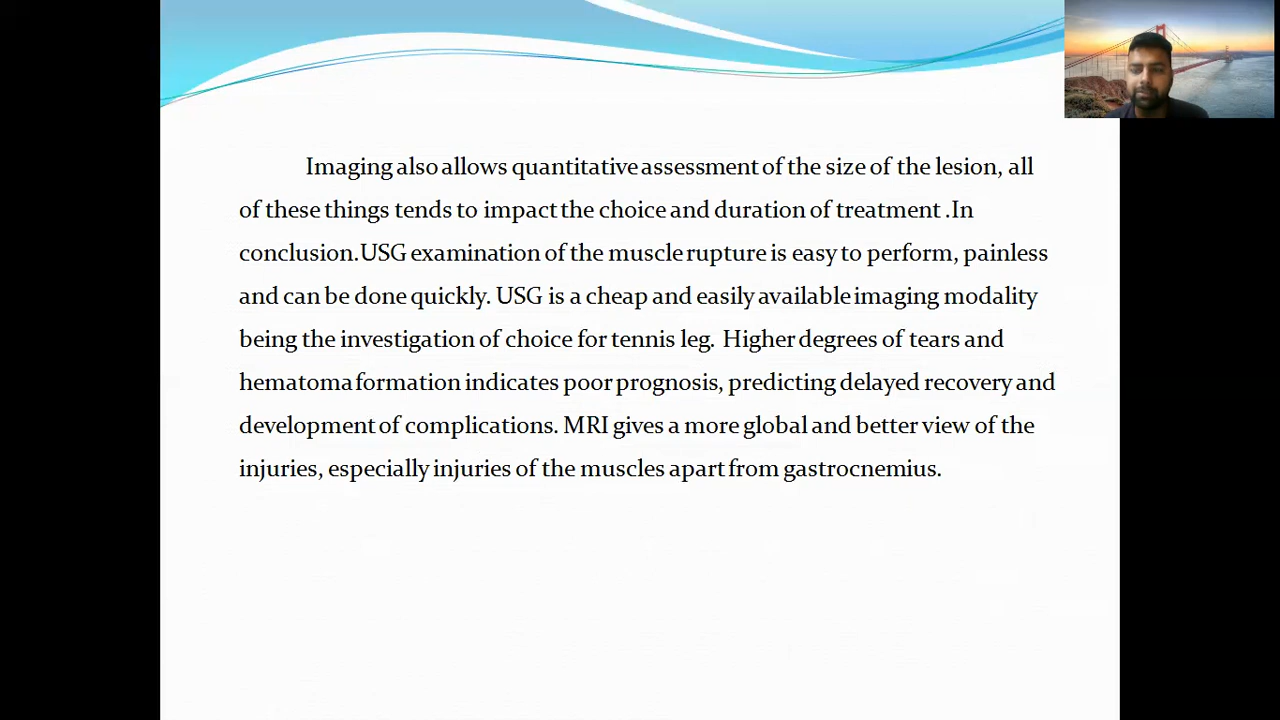 Imaging also allows quantitative assessment of the size of the lesion, all
of these things tends to impact the choice and duration of treatment .In
conclusion.USG examination of the muscle rupture is easy to perform, painless
and can be done quickly. USG is a cheap and easily available imaging modality
being the investigation of choice for tennis leg. Higher degrees of tears and
hematoma formation indicates poor prognosis, predicting delayed recovery and
development of complications. MRI gives a more global and better view of the
injuries, especially injuries of the muscles apart from gastrocnemius.